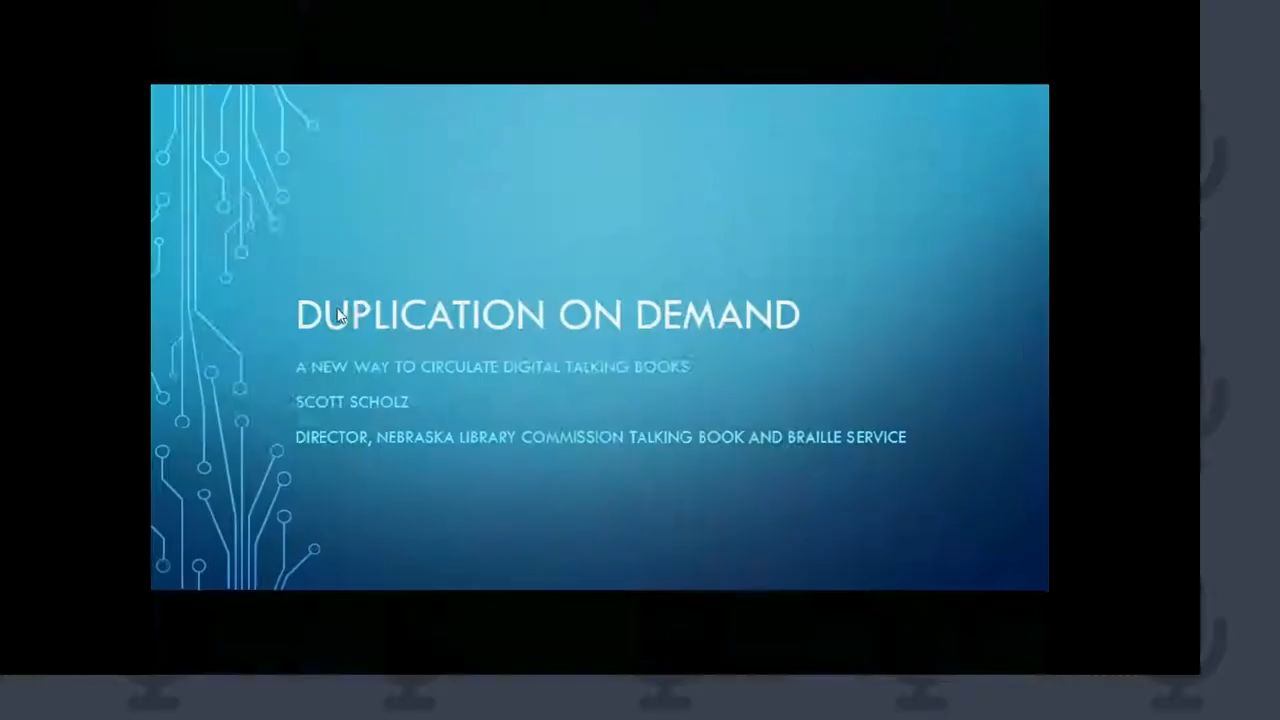 DUPLICATION ON DEMAND
A NEW WAY TO CIRCULATE DIGITAL TALKING BOOKS
SCOTT SCHOLZ
DIRECTOR, NEBRASKA LIBRARY COMMISSION TALKING BOOK AND BRAILLE SERVICE